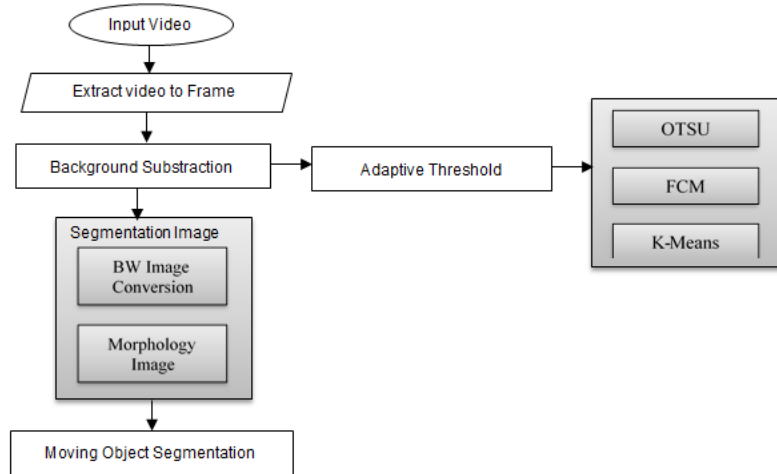 Input Video
Extract video to Frame
Background Substraction
Adaptive Threshold
OTSU
FCM
K-Means
Segmentation Image
BW Image
Conversion
Morphology
Image
Moving Object Segmentation